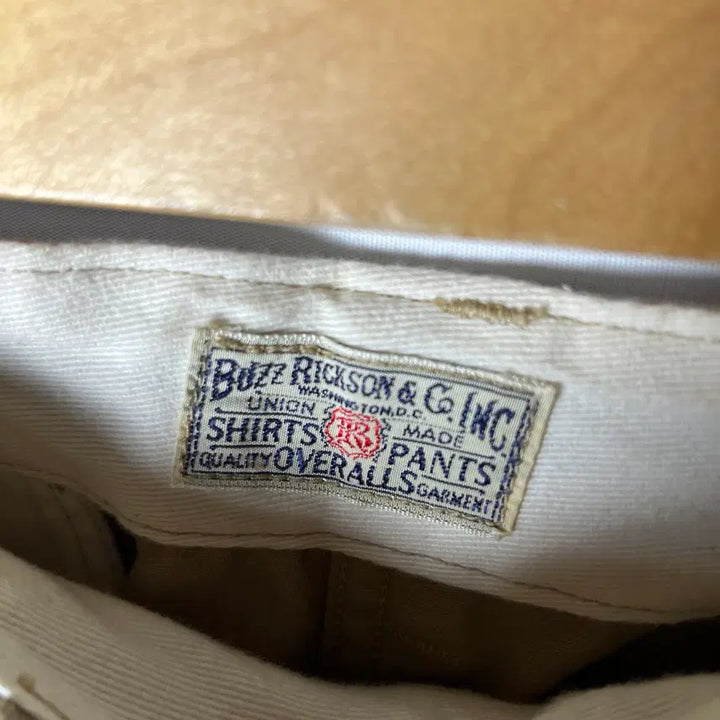 BUZZ RICKSON & CO. INC.
WASHINGTON, D.C.
UNION MADE
SHIRTS BR PANTS
QUALITY OVERALLS GARMENT